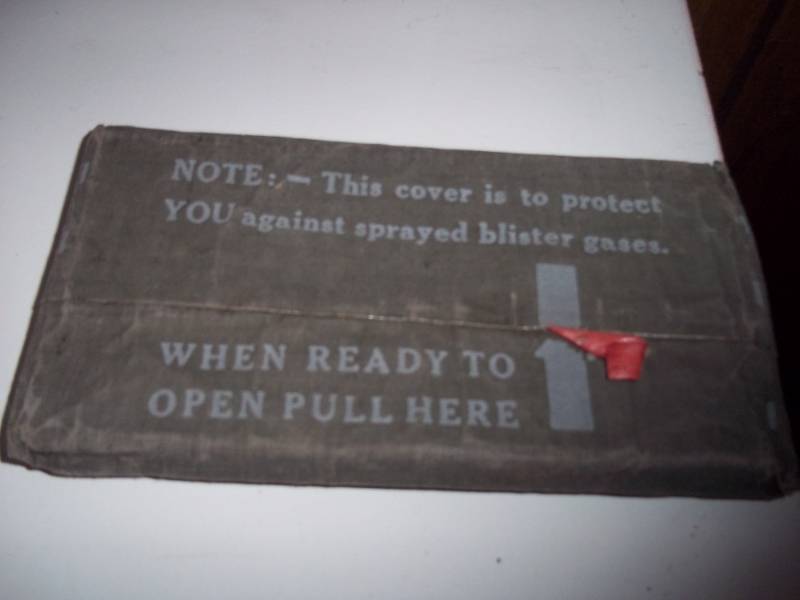 NOTE:— This cover is to protect
YOU against sprayed blister gases.
WHEN READY TO
OPEN PULL HERE